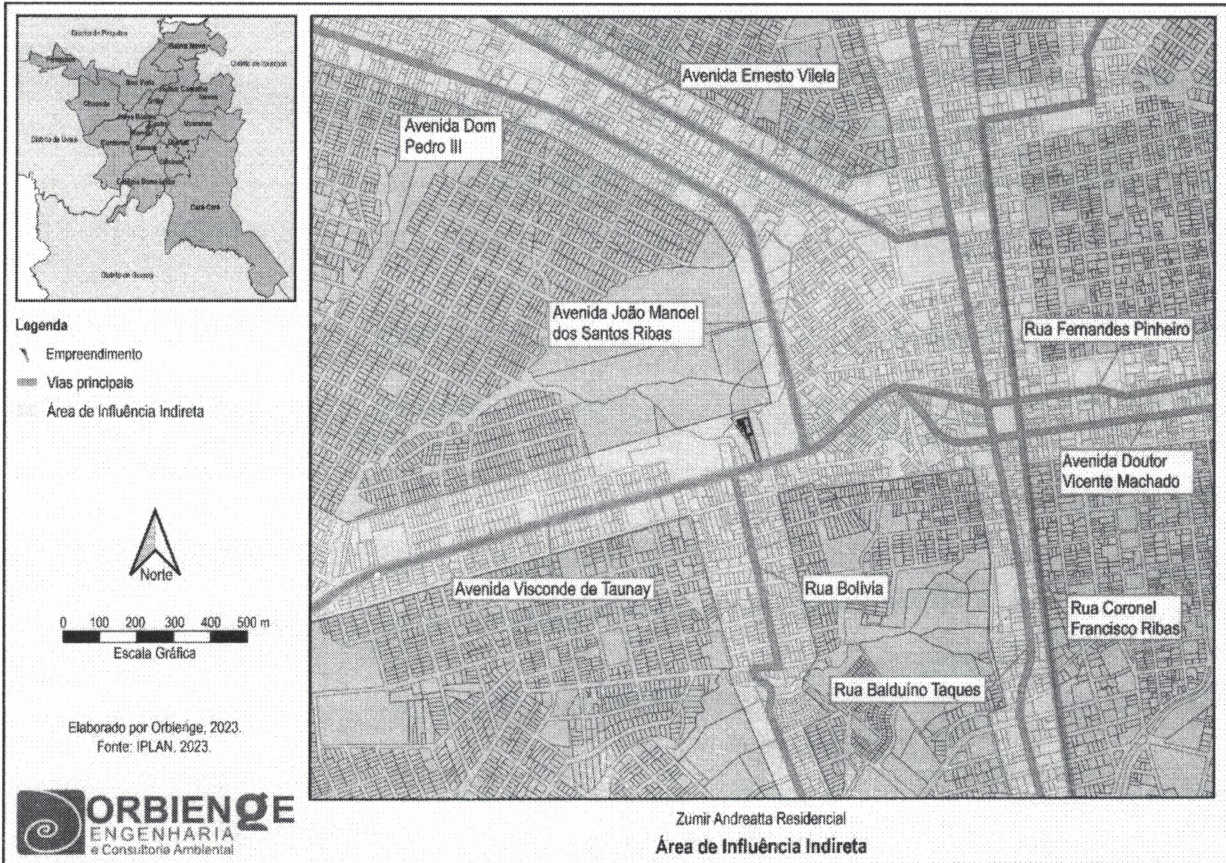 Distrito de Guaragi
Legenda
Empreendimento
Vias principais
Área de Influência Indireta
Norte
0 100 200 300 400 500 m
Escala Gráfica
Elaborado por Orbienge, 2023.
Fonte: IPLAN, 2023.
ORBIENGE
ENGENHARIA
e Consultoria Ambiental
Avenida Ernesto Vilela
Avenida Dom
Pedro III
Avenida João Manoel
dos Santos Ribas
Rua Fernandes Pinheiro
Avenida Doutor
Vicente Machado
Avenida Visconde de Taunay
Rua Bolívia
Rua Coronel
Francisco Ribas
Rua Balduíno Taques
Zumir Andreatta Residencial
Área de Influência Indireta